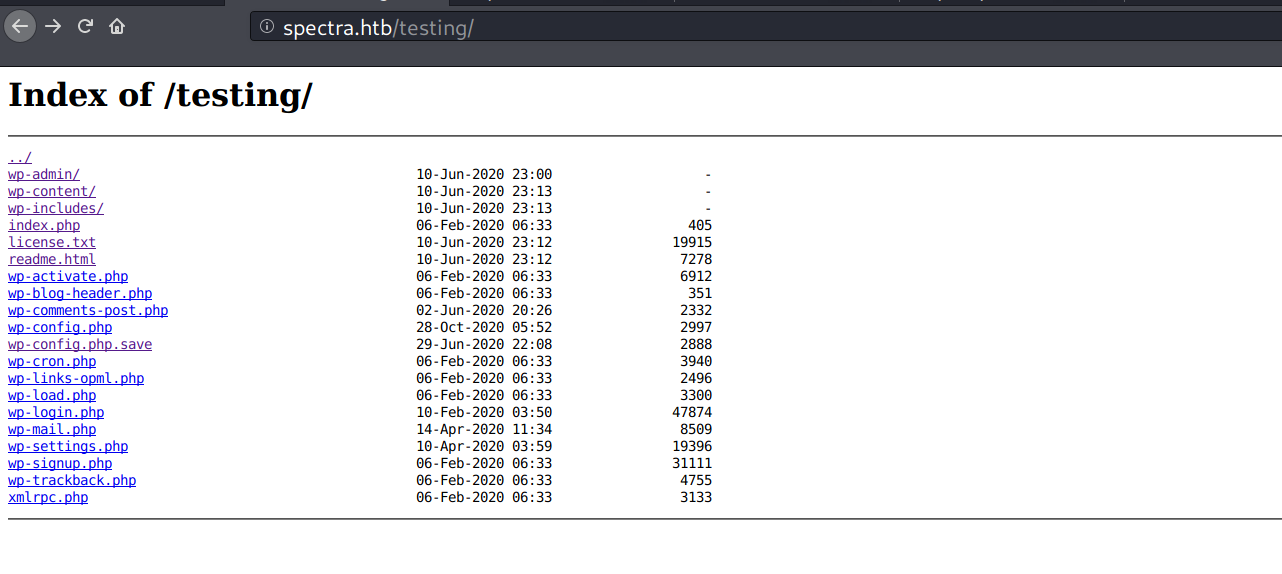 spectra.htb/testing/
Index of /testing/
../
wp-admin/ 10-Jun-2020 23:00 -
wp-content/ 10-Jun-2020 23:13 -
wp-includes/ 10-Jun-2020 23:13 -
index.php 06-Feb-2020 06:33 405
license.txt 10-Jun-2020 23:12 19915
readme.html 10-Jun-2020 23:12 7278
wp-activate.php 06-Feb-2020 06:33 6912
wp-blog-header.php 06-Feb-2020 06:33 351
wp-comments-post.php 02-Jun-2020 20:26 2332
wp-config.php 28-Oct-2020 05:52 2997
wp-config.php.save 29-Jun-2020 22:08 2888
wp-cron.php 06-Feb-2020 06:33 3940
wp-links-opml.php 06-Feb-2020 06:33 2496
wp-load.php 06-Feb-2020 06:33 3300
wp-login.php 10-Feb-2020 03:50 47874
wp-mail.php 14-Apr-2020 11:34 8509
wp-settings.php 10-Apr-2020 03:59 19396
wp-signup.php 06-Feb-2020 06:33 31111
wp-trackback.php 06-Feb-2020 06:33 4755
xmlrpc.php 06-Feb-2020 06:33 3133